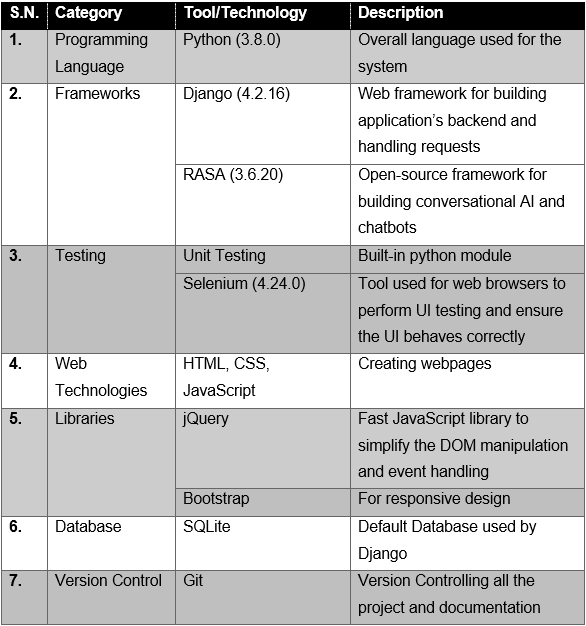 S.N. Category Tool/Technology Description
1. Programming Python (3.8.0) Overall language used for the
Language system
2. Frameworks Django (4.2.16) Web framework for building
application’s backend and
handling requests
RASA (3.6.20) Open-source framework for
building conversational AI and
chatbots
3. Testing Unit Testing Built-in python module
Selenium (4.24.0) Tool used for web browsers to
perform UI testing and ensure
the UI behaves correctly
4. Web HTML, CSS, Creating webpages
Technologies JavaScript
5. Libraries jQuery Fast JavaScript library to
simplify the DOM manipulation
and event handling
Bootstrap For responsive design
6. Database SQLite Default Database used by
Django
7. Version Control Git Version Controlling all the
project and documentation